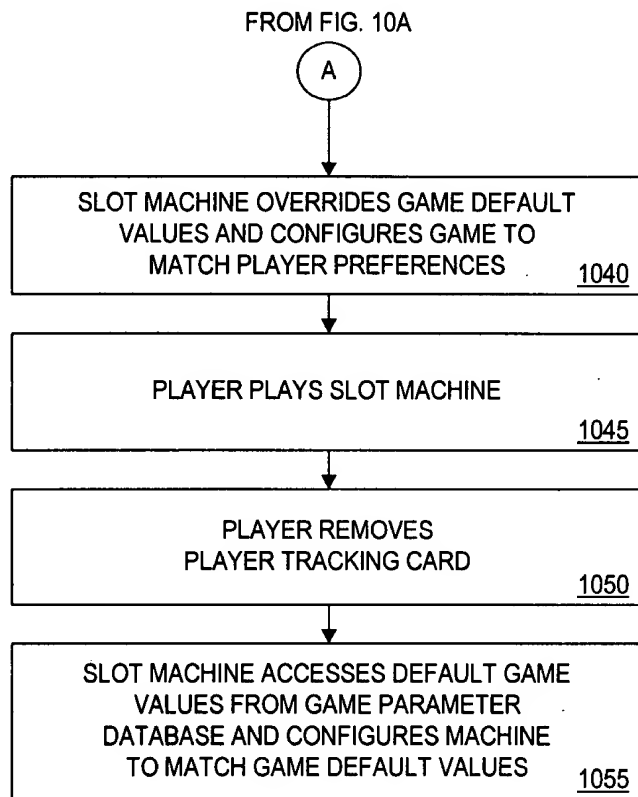 FROM FIG. 10A
A
SLOT MACHINE OVERRIDES GAME DEFAULT
VALUES AND CONFIGURES GAME TO
MATCH PLAYER PREFERENCES
1040
PLAYER PLAYS SLOT MACHINE
1045
PLAYER REMOVES
PLAYER TRACKING CARD
1050
SLOT MACHINE ACCESSES DEFAULT GAME
VALUES FROM GAME PARAMETER
DATABASE AND CONFIGURES MACHINE
TO MATCH GAME DEFAULT VALUES
1055